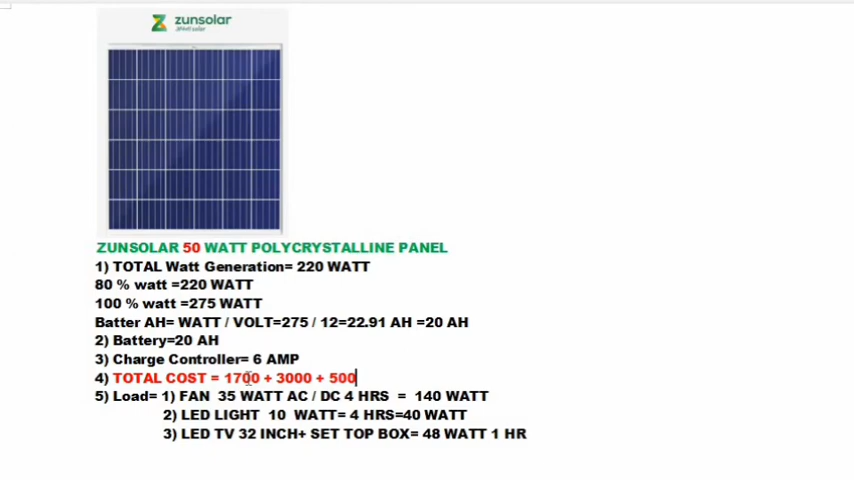 zunsolar
ZUNSOLAR 50 WATT POLYCRYSTALLINE PANEL
1) TOTAL Watt Generation= 220 WATT
80 % watt =220 WATT
100 % watt =275 WATT
Batter AH= WATT / VOLT=275 / 12=22.91 AH =20 AH
2) Battery=20 AH
3) Charge Controller= 6 AMP
4) TOTAL COST = 1700 + 3000 + 500
5) Load= 1) FAN  35 WATT AC / DC 4 HRS  =  140 WATT
2) LED LIGHT  10  WATT= 4 HRS=40 WATT
3) LED TV 32 INCH+ SET TOP BOX= 48 WATT 1 HR